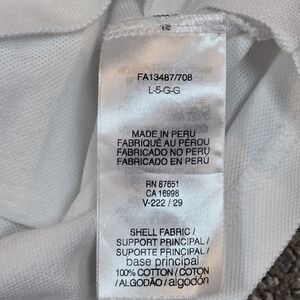 FA13487/708
L-5-G-G
MADE IN PERU
FABRIQUÉ AU PÉROU
FABRICADO NO PERU
FABRICADO EN PERÚ
RN 87651
CA 16998
V-222 / 29
SHELL FABRIC /
SUPPORT PRINCIPAL /
SUPORTE PRINCIPAL /
base principal
100% COTTON / COTON
/ ALGODÃO / algodón